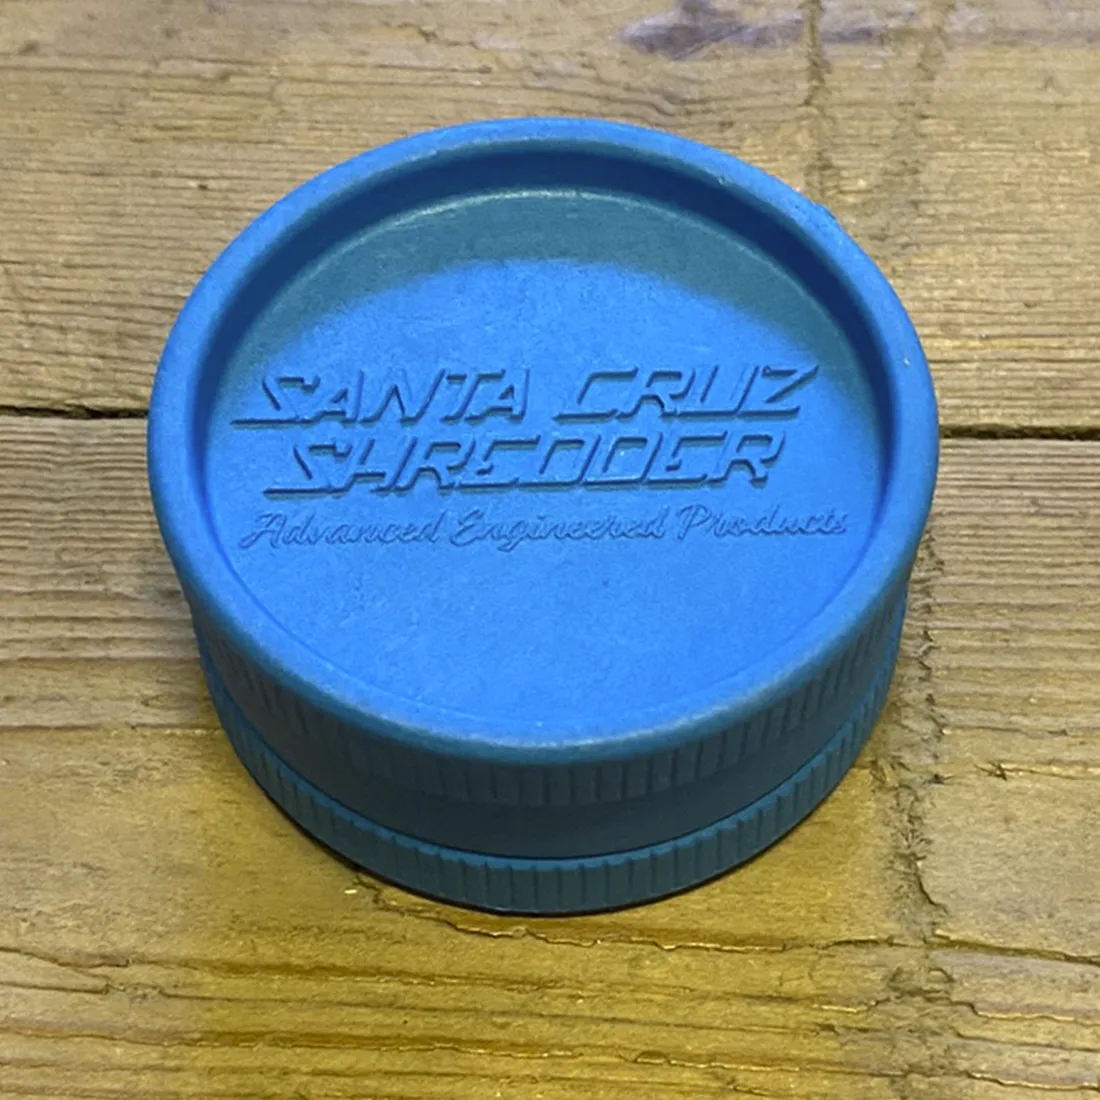 SANTA CRUZ
SHREDDER
Advanced Engineered Products